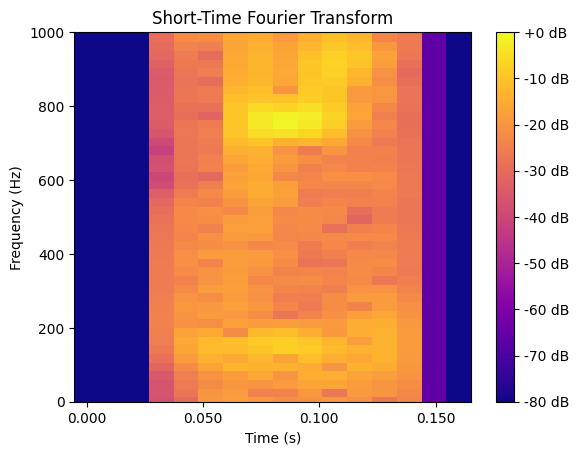 Short-Time Fourier Transform
Frequency (Hz)
1000
800
600
400
200
0
0.000
0.050
0.100
0.150
Time (s)
+0 dB
-10 dB
-20 dB
-30 dB
-40 dB
-50 dB
-60 dB
-70 dB
-80 dB